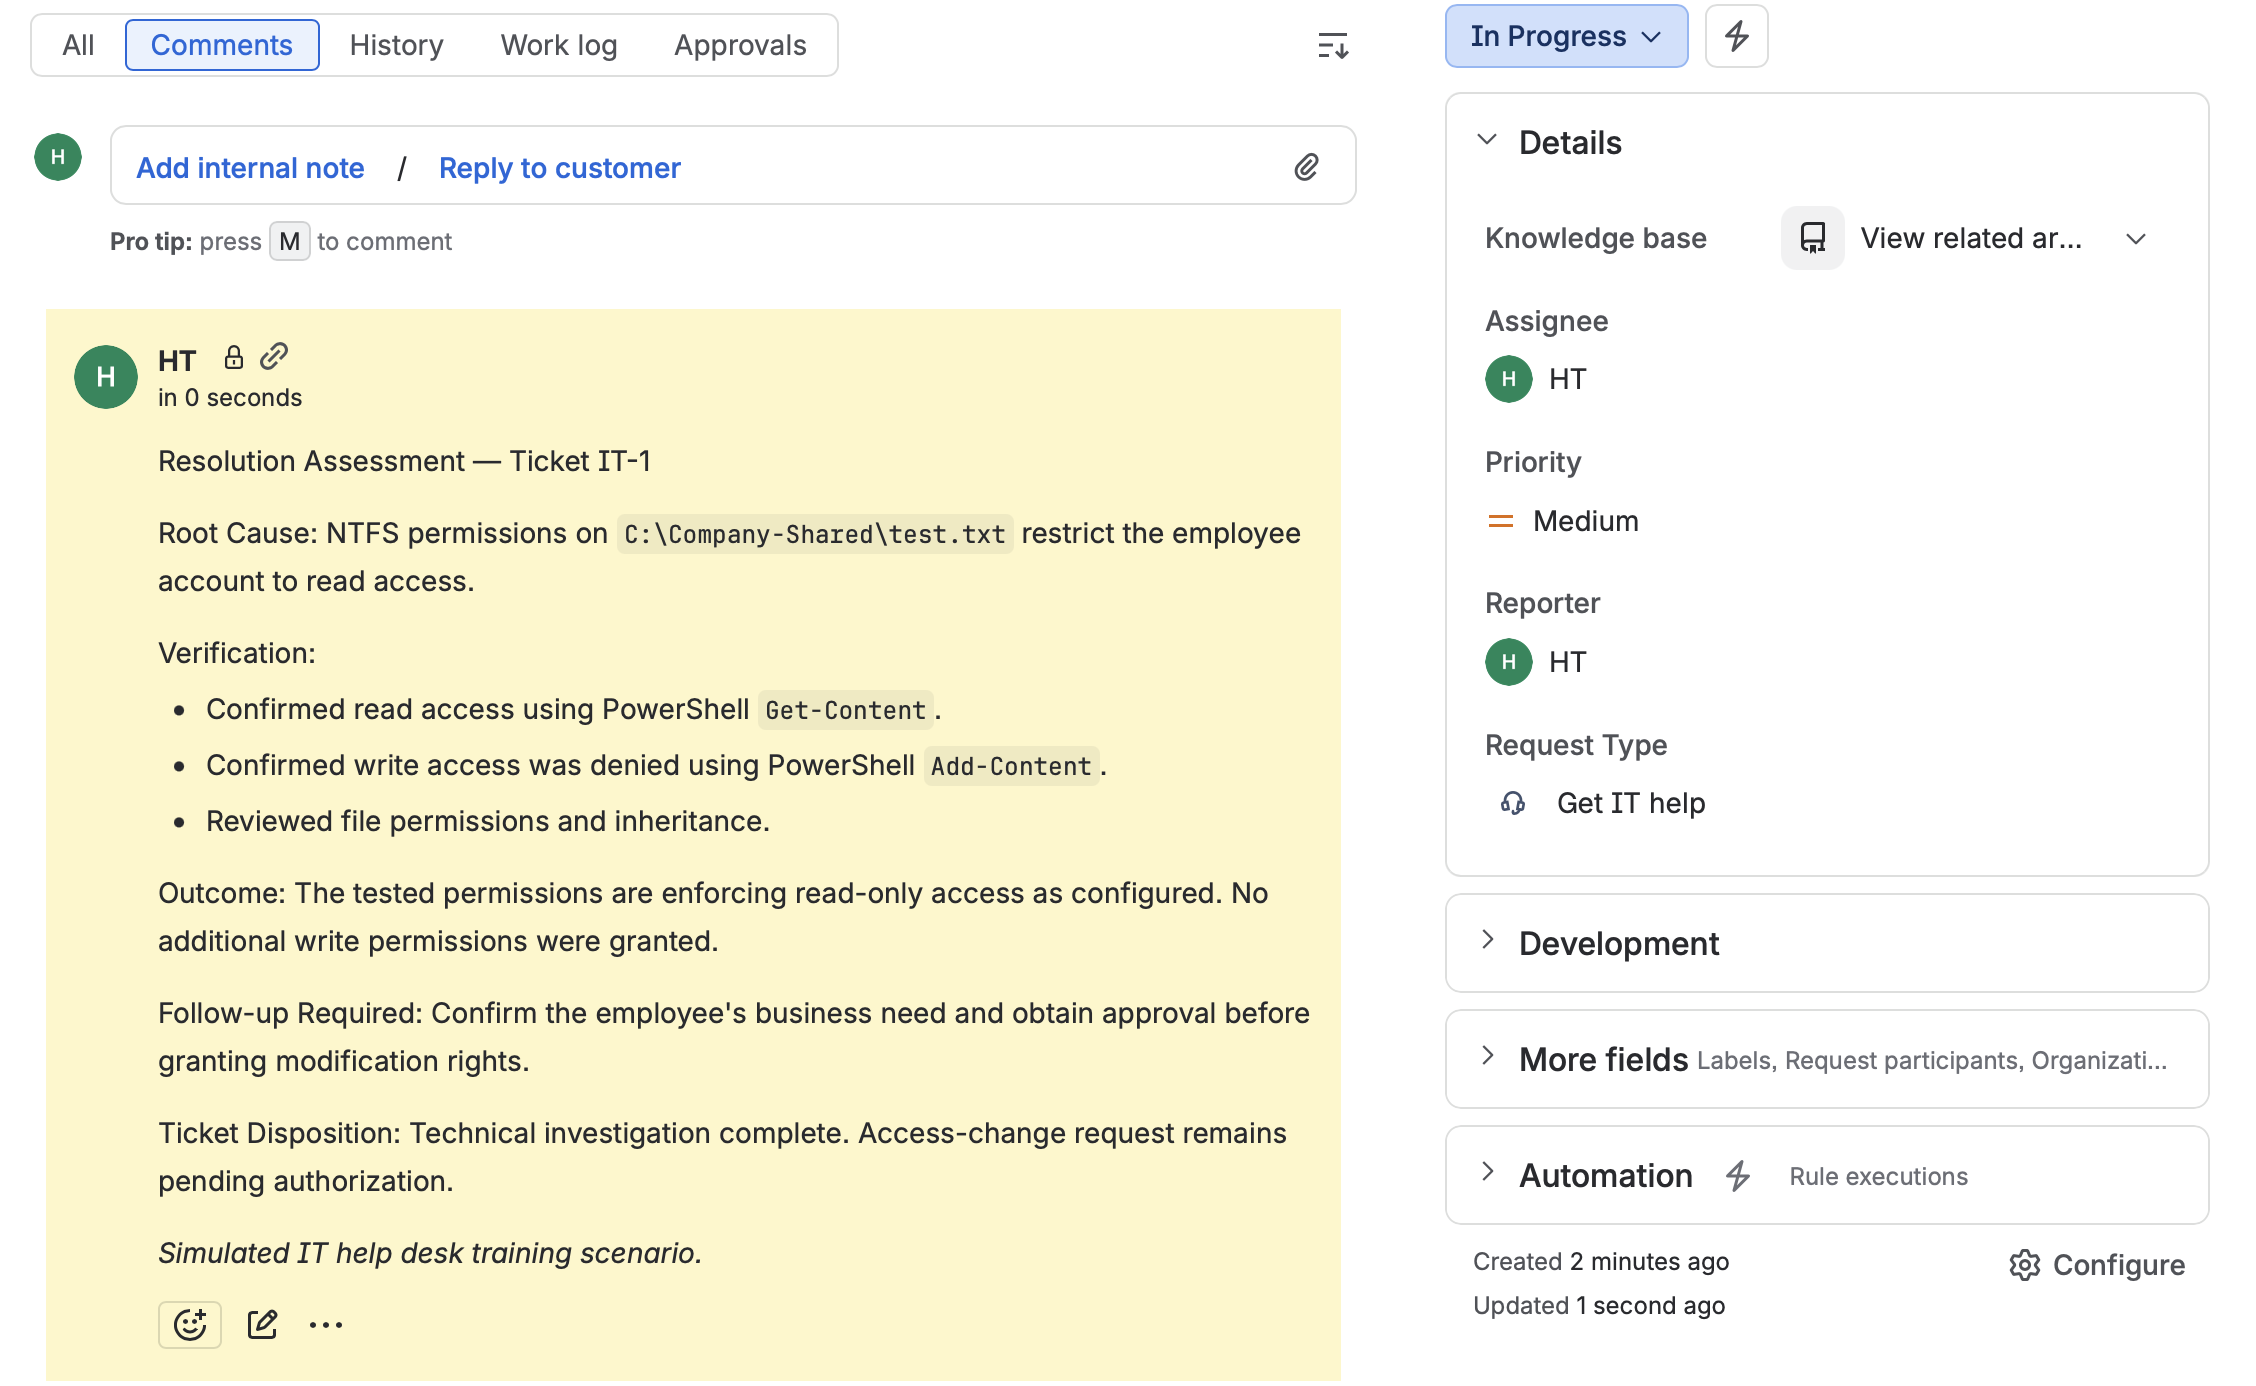 All Comments History Work log Approvals
H
Add internal note / Reply to customer
Pro tip: press M to comment
H
HT
in 0 seconds
Resolution Assessment — Ticket IT-1
Root Cause: NTFS permissions on C:\Company-Shared\test.txt restrict the employee
account to read access.
Verification:
• Confirmed read access using PowerShell Get-Content.
• Confirmed write access was denied using PowerShell Add-Content.
• Reviewed file permissions and inheritance.
Outcome: The tested permissions are enforcing read-only access as configured. No
additional write permissions were granted.
Follow-up Required: Confirm the employee's business need and obtain approval before
granting modification rights.
Ticket Disposition: Technical investigation complete. Access-change request remains
pending authorization.
Simulated IT help desk training scenario.
In Progress
Details
Knowledge base View related ar...
Assignee
H HT
Priority
Medium
Reporter
H HT
Request Type
Get IT help
Development
More fields Labels, Request participants, Organizati...
Automation Rule executions
Created 2 minutes ago
Configure
Updated 1 second ago